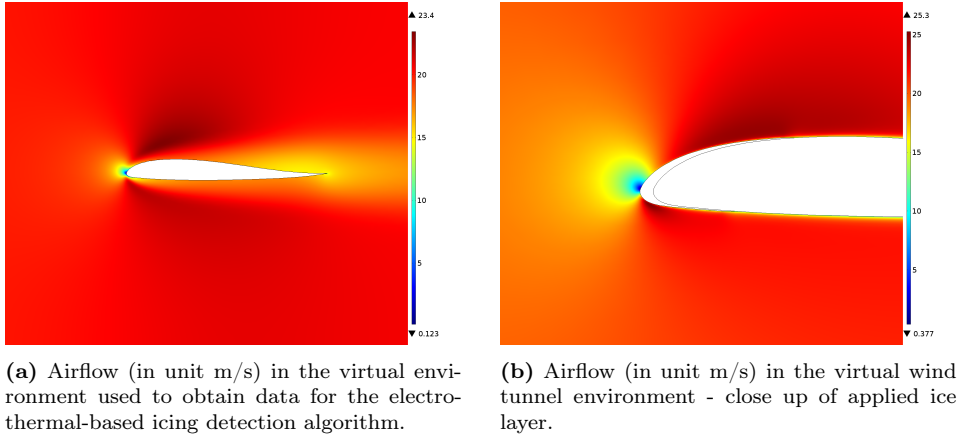 ▲ 23.4
20
15
10
5
▼ 0.123
▲ 25.3
25
20
15
10
5
▼ 0.377
(a) Airflow (in unit m/s) in the virtual envi-
ronment used to obtain data for the electro-
thermal-based icing detection algorithm.
(b) Airflow (in unit m/s) in the virtual wind
tunnel environment - close up of applied ice
layer.